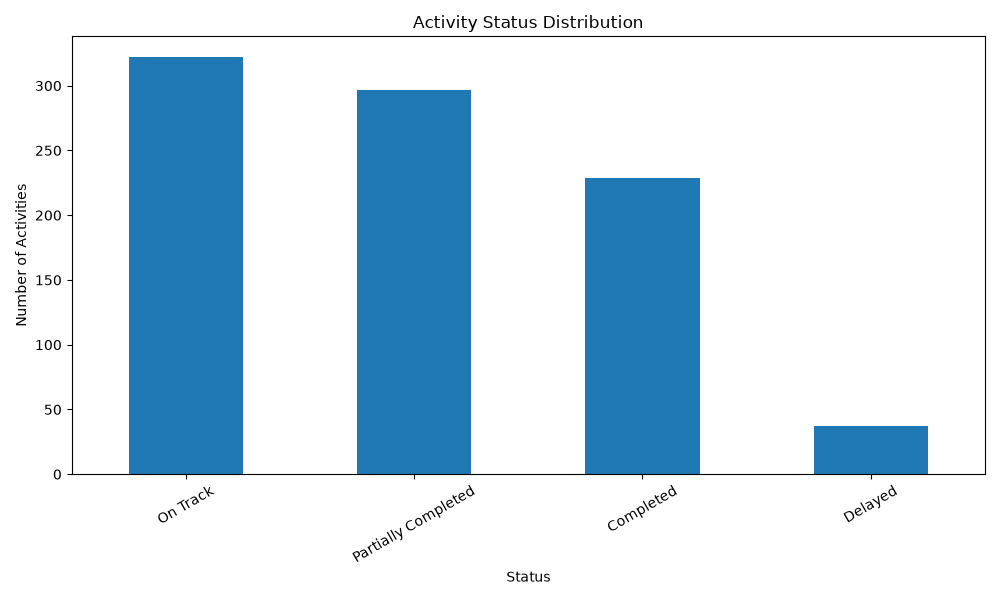 Activity Status Distribution
Number of Activities
300
250
200
150
100
50
0
On Track
Partially Completed
Completed
Delayed
Status